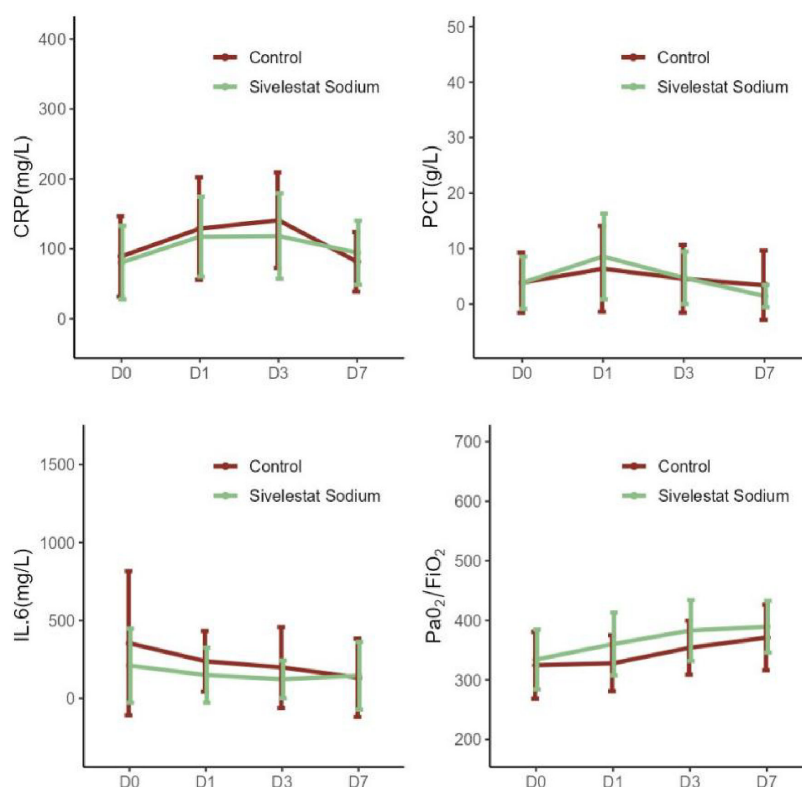 CRP(mg/L)
400
300
200
100
0
Control
Sivelestat Sodium
D0 D1 D3 D7
PCT(g/L)
50
40
30
20
10
0
Control
Sivelestat Sodium
D0 D1 D3 D7
IL.6(mg/L)
1500
1000
500
0
Control
Sivelestat Sodium
D0 D1 D3 D7
Pa0₂/FiO₂
700
600
500
400
300
200
Control
Sivelestat Sodium
D0 D1 D3 D7